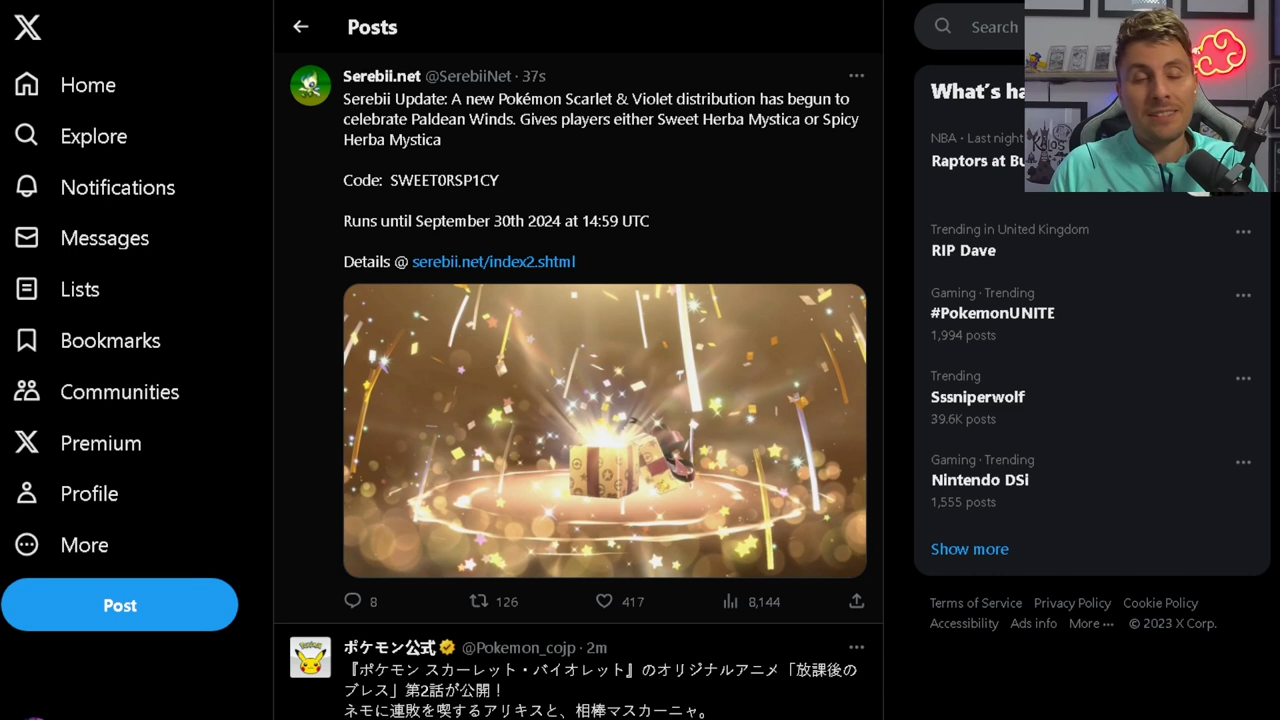 Home
Explore
Notifications
Messages
Lists
Bookmarks
Communities
Premium
Profile
More
Post
Posts
Serebii.net @SerebiiNet · 37s
Serebii Update: A new Pokémon Scarlet & Violet distribution has begun to
celebrate Paldean Winds. Gives players either Sweet Herba Mystica or Spicy
Herba Mystica
Code: SWEET0RSP1CY
Runs until September 30th 2024 at 14:59 UTC
Details @ serebii.net/index2.shtml
8 126 417 8,144
ポケモン公式 @Pokemon_cojp · 2m
『ポケモン スカーレット・バイオレット』のオリジナルアニメ「放課後の
ブレス」第2話が公開！
ネモに連敗を喫するアリキスと、相棒マスカーニャ。
Search
What's ha
NBA · Last night
Raptors at Bu
Trending in United Kingdom
RIP Dave
Gaming · Trending
#PokemonUNITE
1,994 posts
Trending
Sssniperwolf
39.6K posts
Gaming · Trending
Nintendo DSi
1,555 posts
Show more
Terms of Service Privacy Policy Cookie Policy
Accessibility Ads info More ··· © 2023 X Corp.